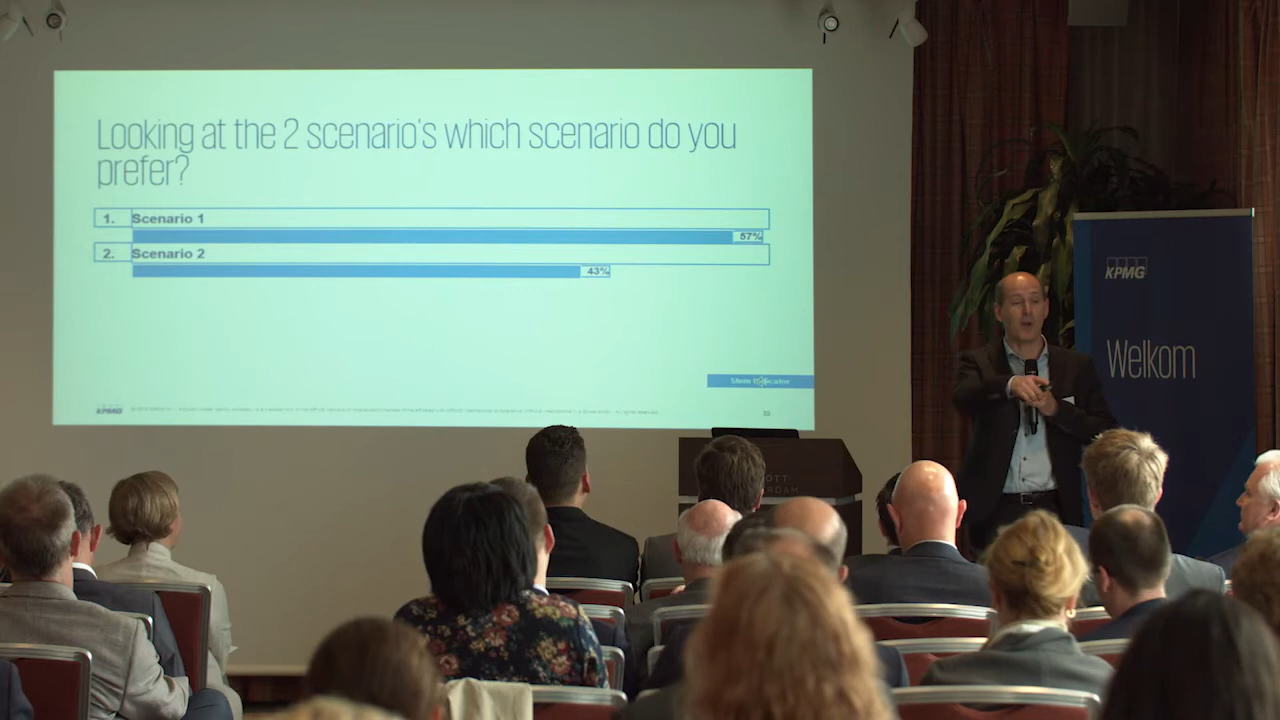 Looking at the 2 scenario's which scenario do you
prefer?
1. Scenario 1
57%
2. Scenario 2
43%
KPMG
KPMG
Welkom